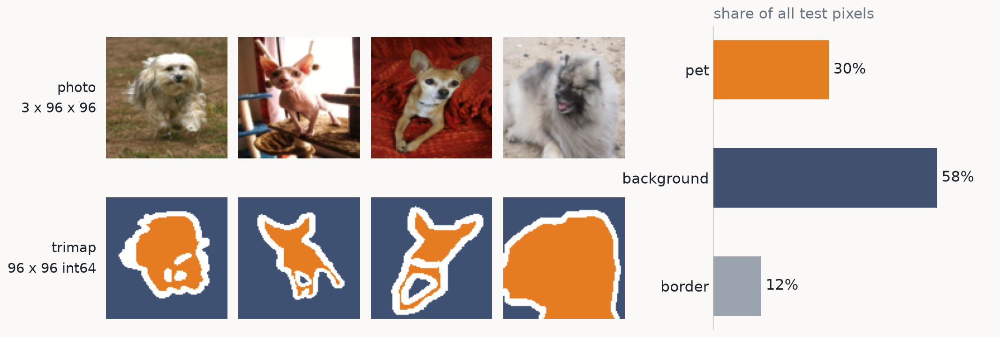 share of all test pixels
photo
3 x 96 x 96
trimap
96 x 96 int64
pet
30%
background
58%
border
12%